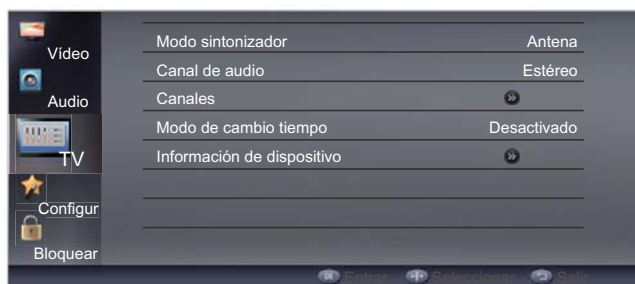 Vídeo
Audio
TV
Configur
Bloquear
Modo sintonizador Antena
Canal de audio Estéreo
Canales
Modo de cambio tiempo Desactivado
Información de dispositivo
OK Entrar Seleccionar Salir